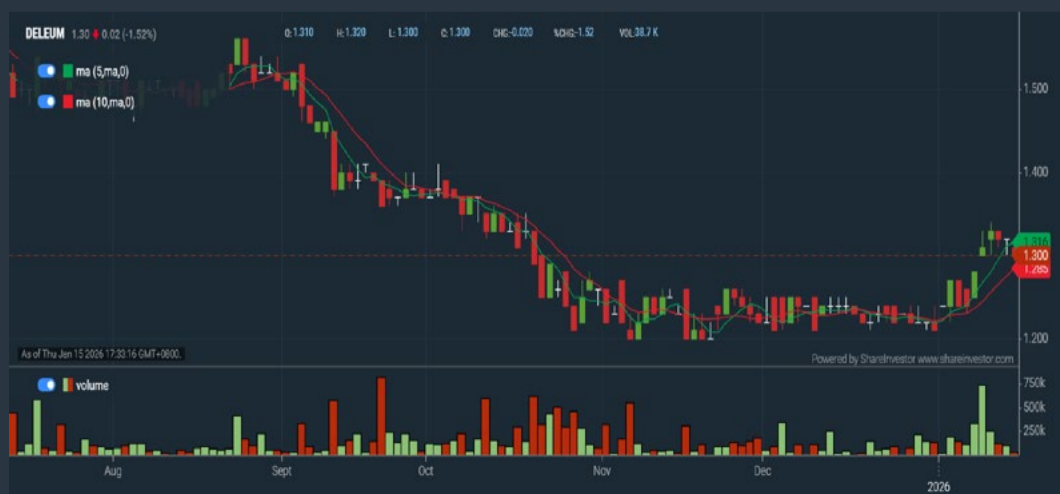 DELEUM 1.30 0.02 (-1.52%) O: 1.310 H: 1.320 L: 1.300 C: 1.300 CHG:-0.020 %CHG:-1.52 VOL:38.7 K
ma (5,ma,0)
ma (10,ma,0)
1.500
1.400
1.316
1.300
1.285
1.200
As of Thu Jan 15 2026 17:33:16 GMT+0800.
Powered by ShareInvestor www.shareinvestor.com
volume
750k
500k
250k
Aug Sept Oct Nov Dec
2026